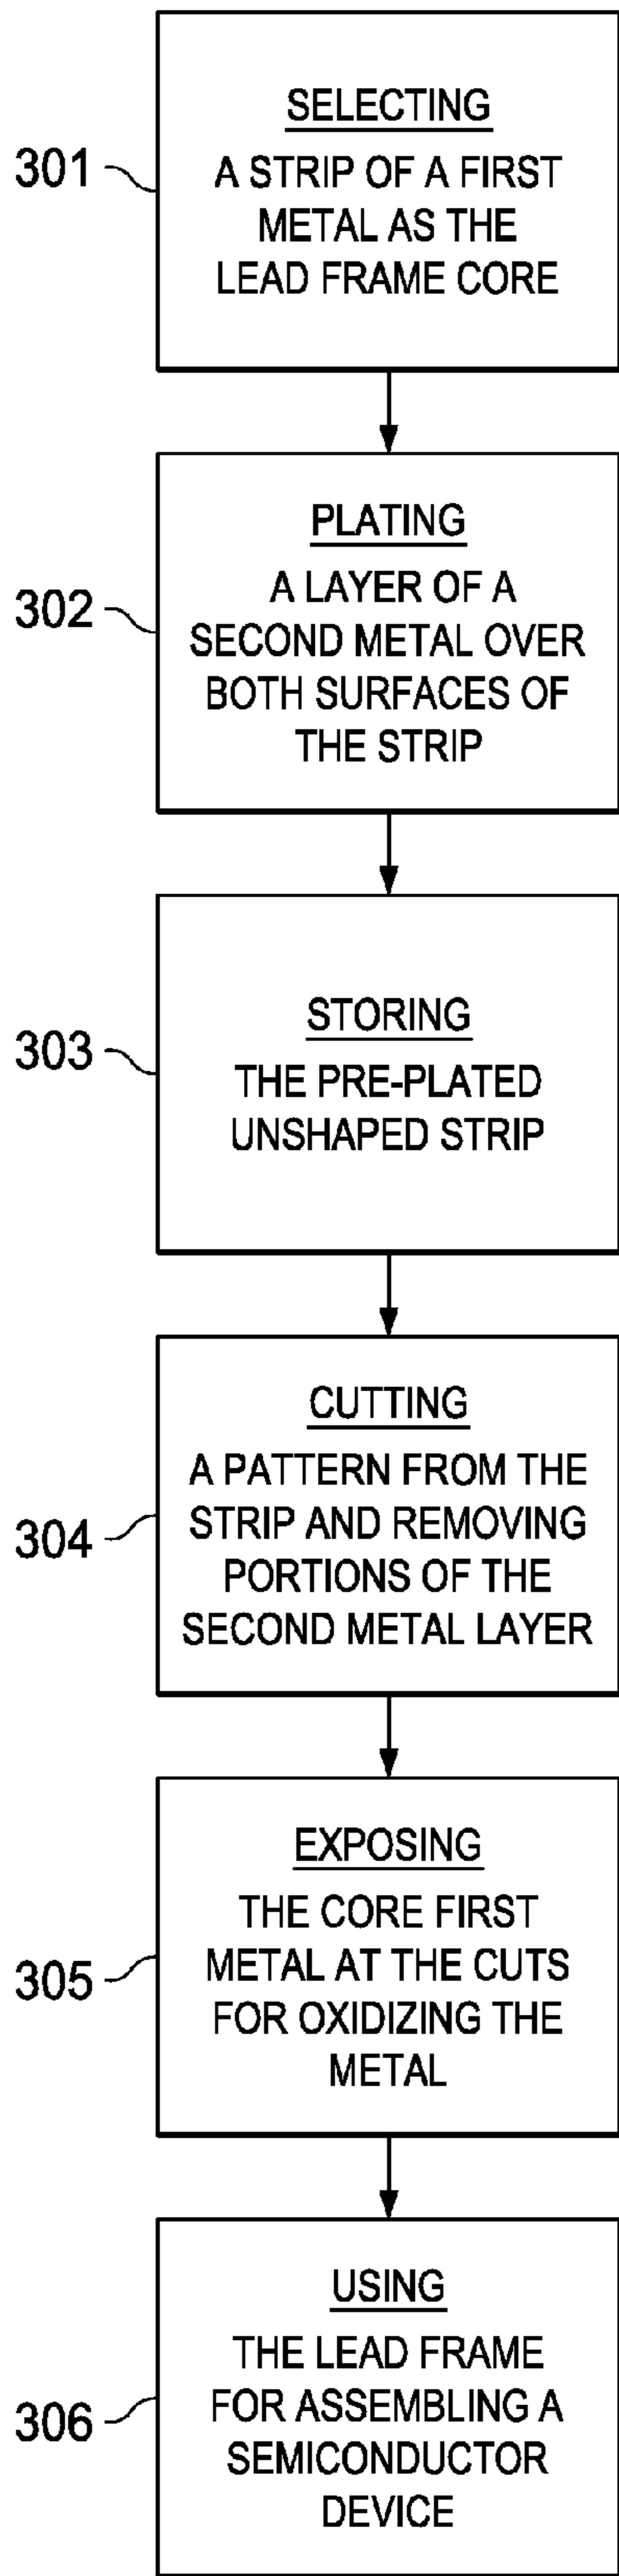 SELECTING
301
A STRIP OF A FIRST
METAL AS THE
LEAD FRAME CORE
PLATING
302
A LAYER OF A
SECOND METAL OVER
BOTH SURFACES OF
THE STRIP
STORING
303
THE PRE-PLATED
UNSHAPED STRIP
CUTTING
304
A PATTERN FROM THE
STRIP AND REMOVING
PORTIONS OF THE
SECOND METAL LAYER
EXPOSING
305
THE CORE FIRST
METAL AT THE CUTS
FOR OXIDIZING THE
METAL
USING
306
THE LEAD FRAME
FOR ASSEMBLING A
SEMICONDUCTOR
DEVICE